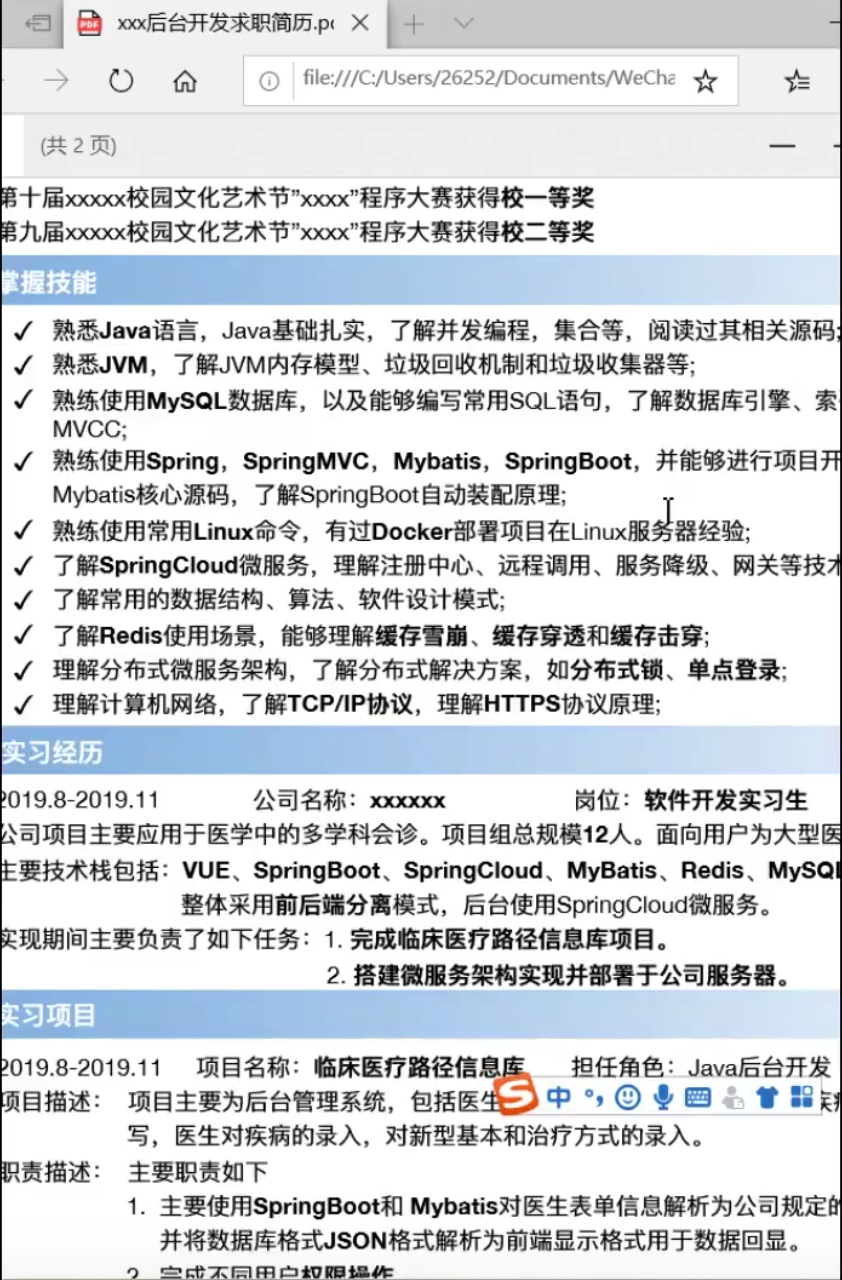 PDF xxx后台开发求职简历.p
file:///C:/Users/26252/Documents/WeCha
(共 2 页)
第十届xxxxx校园文化艺术节”xxxx”程序大赛获得校一等奖
第九届xxxxx校园文化艺术节”xxxx”程序大赛获得校二等奖
掌握技能
✓ 熟悉Java语言，Java基础扎实，了解并发编程，集合等，阅读过其相关源码;
✓ 熟悉JVM，了解JVM内存模型、垃圾回收机制和垃圾收集器等;
✓ 熟练使用MySQL数据库，以及能够编写常用SQL语句，了解数据库引擎、索
MVCC;
✓ 熟练使用Spring，SpringMVC，Mybatis，SpringBoot，并能够进行项目开
Mybatis核心源码，了解SpringBoot自动装配原理;
✓ 熟练使用常用Linux命令，有过Docker部署项目在Linux服务器经验;
✓ 了解SpringCloud微服务，理解注册中心、远程调用、服务降级、网关等技术
✓ 了解常用的数据结构、算法、软件设计模式;
✓ 了解Redis使用场景，能够理解缓存雪崩、缓存穿透和缓存击穿;
✓ 理解分布式微服务架构，了解分布式解决方案，如分布式锁、单点登录;
✓ 理解计算机网络，了解TCP/IP协议，理解HTTPS协议原理;
实习经历
2019.8-2019.11 公司名称：xxxxxx 岗位：软件开发实习生
公司项目主要应用于医学中的多学科会诊。项目组总规模12人。面向用户为大型医
主要技术栈包括：VUE、SpringBoot、SpringCloud、MyBatis、Redis、MySQL
整体采用前后端分离模式，后台使用SpringCloud微服务。
实现期间主要负责了如下任务：1. 完成临床医疗路径信息库项目。
2. 搭建微服务架构实现并部署于公司服务器。
实习项目
2019.8-2019.11 项目名称：临床医疗路径信息库 担任角色：Java后台开发
项目描述： 项目主要为后台管理系统，包括医生
S 中
写，医生对疾病的录入，对新型基本和治疗方式的录入。
职责描述： 主要职责如下
1. 主要使用SpringBoot和 Mybatis对医生表单信息解析为公司规定的
并将数据库格式JSON格式解析为前端显示格式用于数据回显。
2. 完成不同用户权限操作